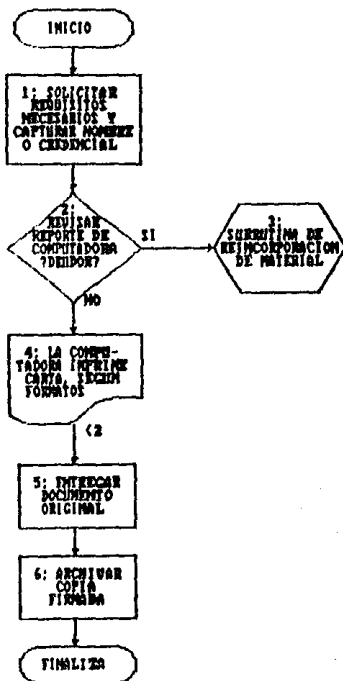 INICIO
1: SOLICITAR
REQUISITOS
NECESARIOS Y
CAPTURAR NOMBRE
O CREDENCIAL
2:
REVISAR
REPORTE DE
COMPUTADORA
?DEUDOR?
SI
3:
SUBRUTINA DE
REINCORPORACION
DE MATERIAL
NO
4: LA COMPU-
TADORA IMPRIME
CARTA, SEGUN
FORMATOS
<2
5: ENTREGAR
DOCUMENTO
ORIGINAL
6: ARCHIVAR
COPIA
FIRMADA
FINALIZA